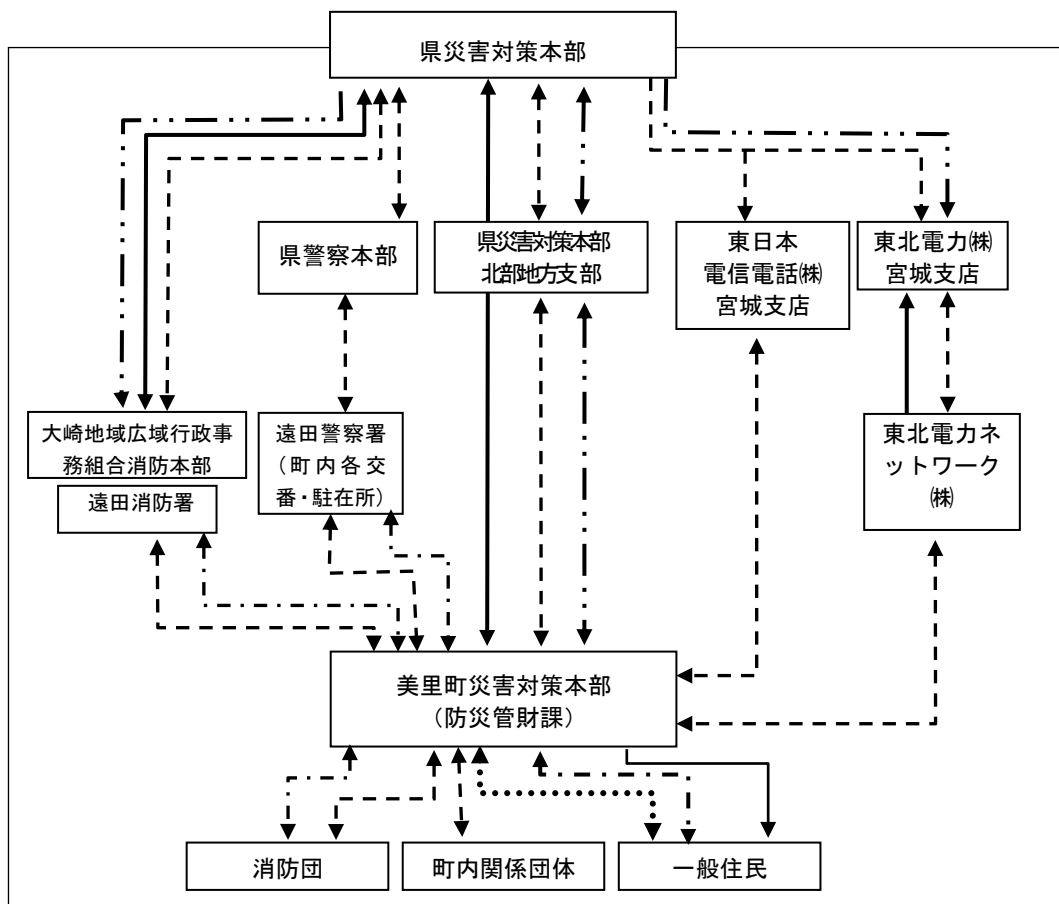 県災害対策本部
県警察本部
県災害対策本部
北部地方支部
東日本
電信電話㈱
宮城支店
東北電力㈱
宮城支店
大崎地域広域行政事
務組合消防本部
遠田消防署
遠田警察署
（町内各交
番・駐在所）
東北電力ネ
ットワーク
㈱
美里町災害対策本部
（防災管財課）
消防団
町内関係団体
一般住民